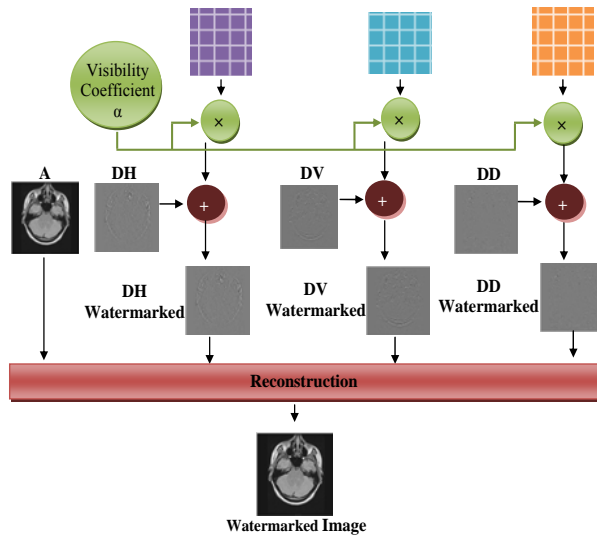 Visibility
Coefficient
α
×
×
×
A
DH
DV
DD
+
+
+
DH
Watermarked
DV
Watermarked
DD
Watermarked
Reconstruction
Watermarked Image